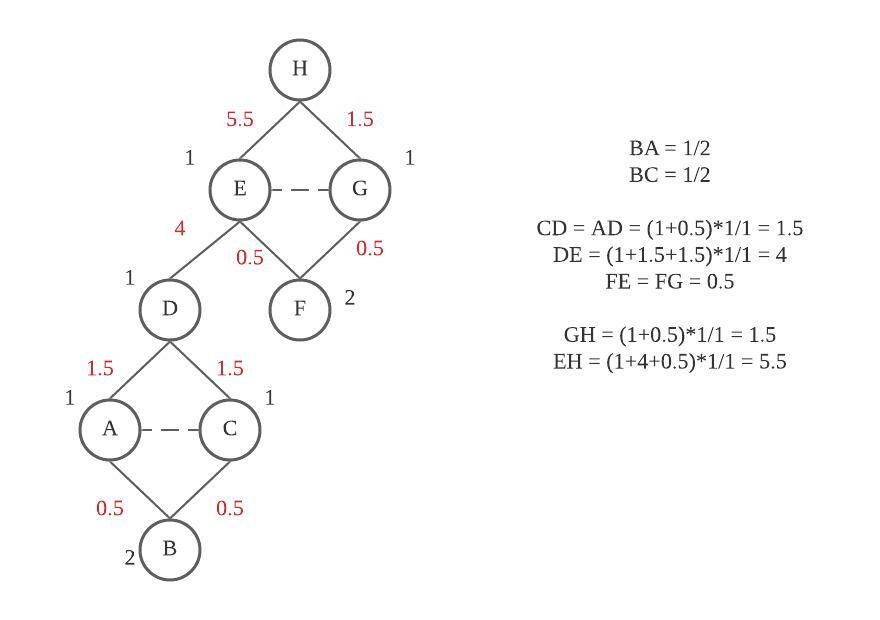 H
5.5
1.5
1
1
E
G
4
0.5
0.5
1
D
F
2
1.5
1.5
1
1
A
C
0.5
0.5
2
B
BA = 1/2
BC = 1/2
CD = AD = (1+0.5)*1/1 = 1.5
DE = (1+1.5+1.5)*1/1 = 4
FE = FG = 0.5
GH = (1+0.5)*1/1 = 1.5
EH = (1+4+0.5)*1/1 = 5.5